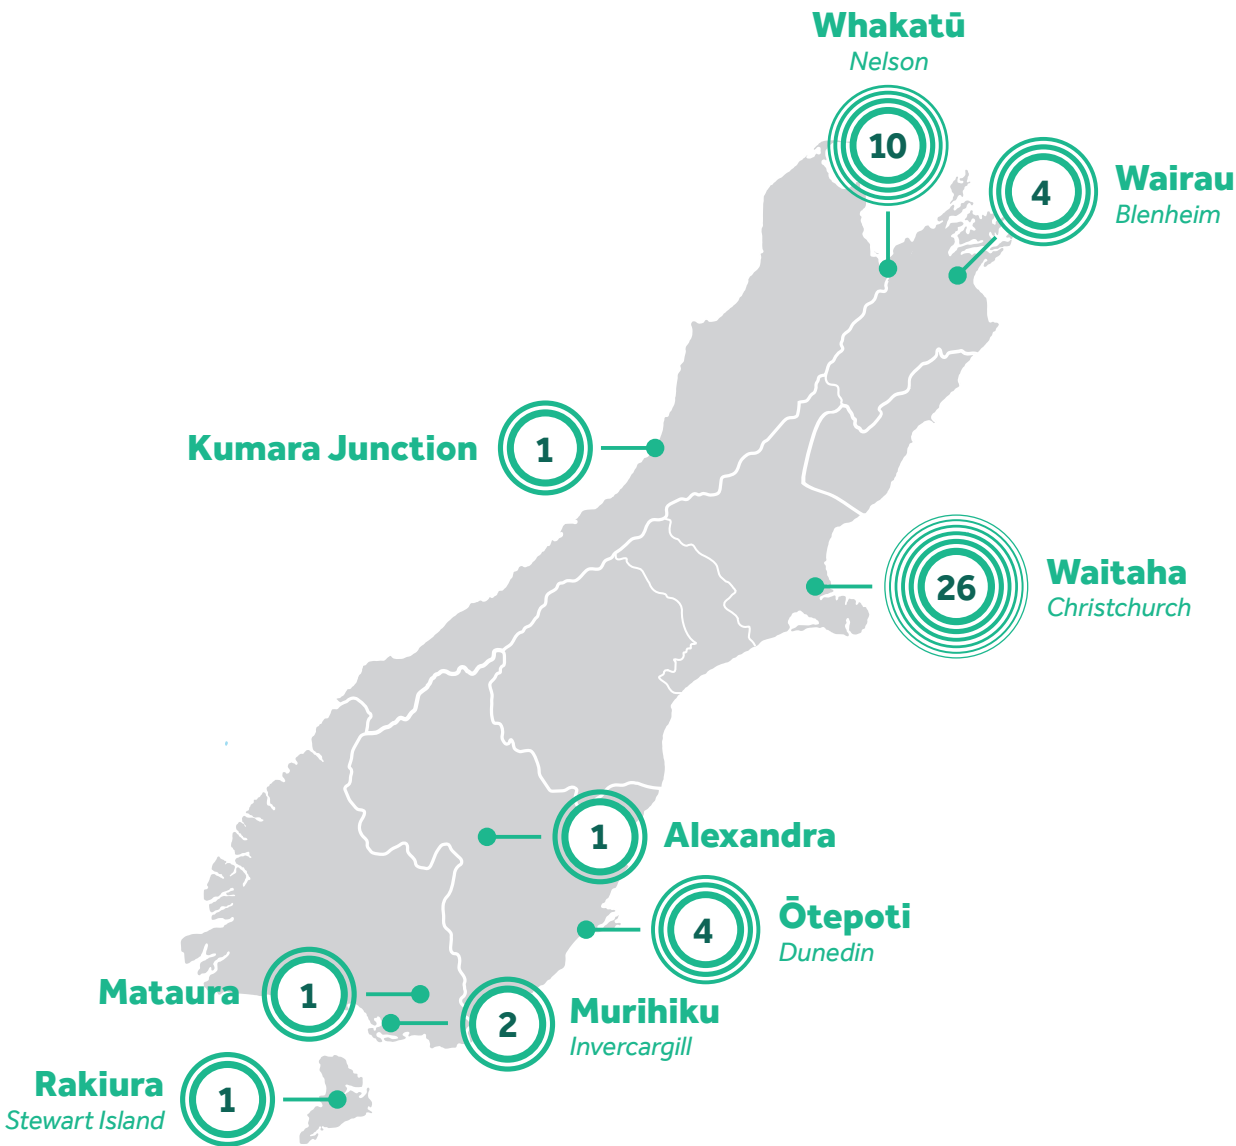 Whakatū
Nelson
10
4
Wairau
Blenheim
Kumara Junction
1
26
Waitaha
Christchurch
1
Alexandra
4
Ōtepoti
Dunedin
Mataura
1
2
Murihiku
Invercargill
Rakiura
Stewart Island
1